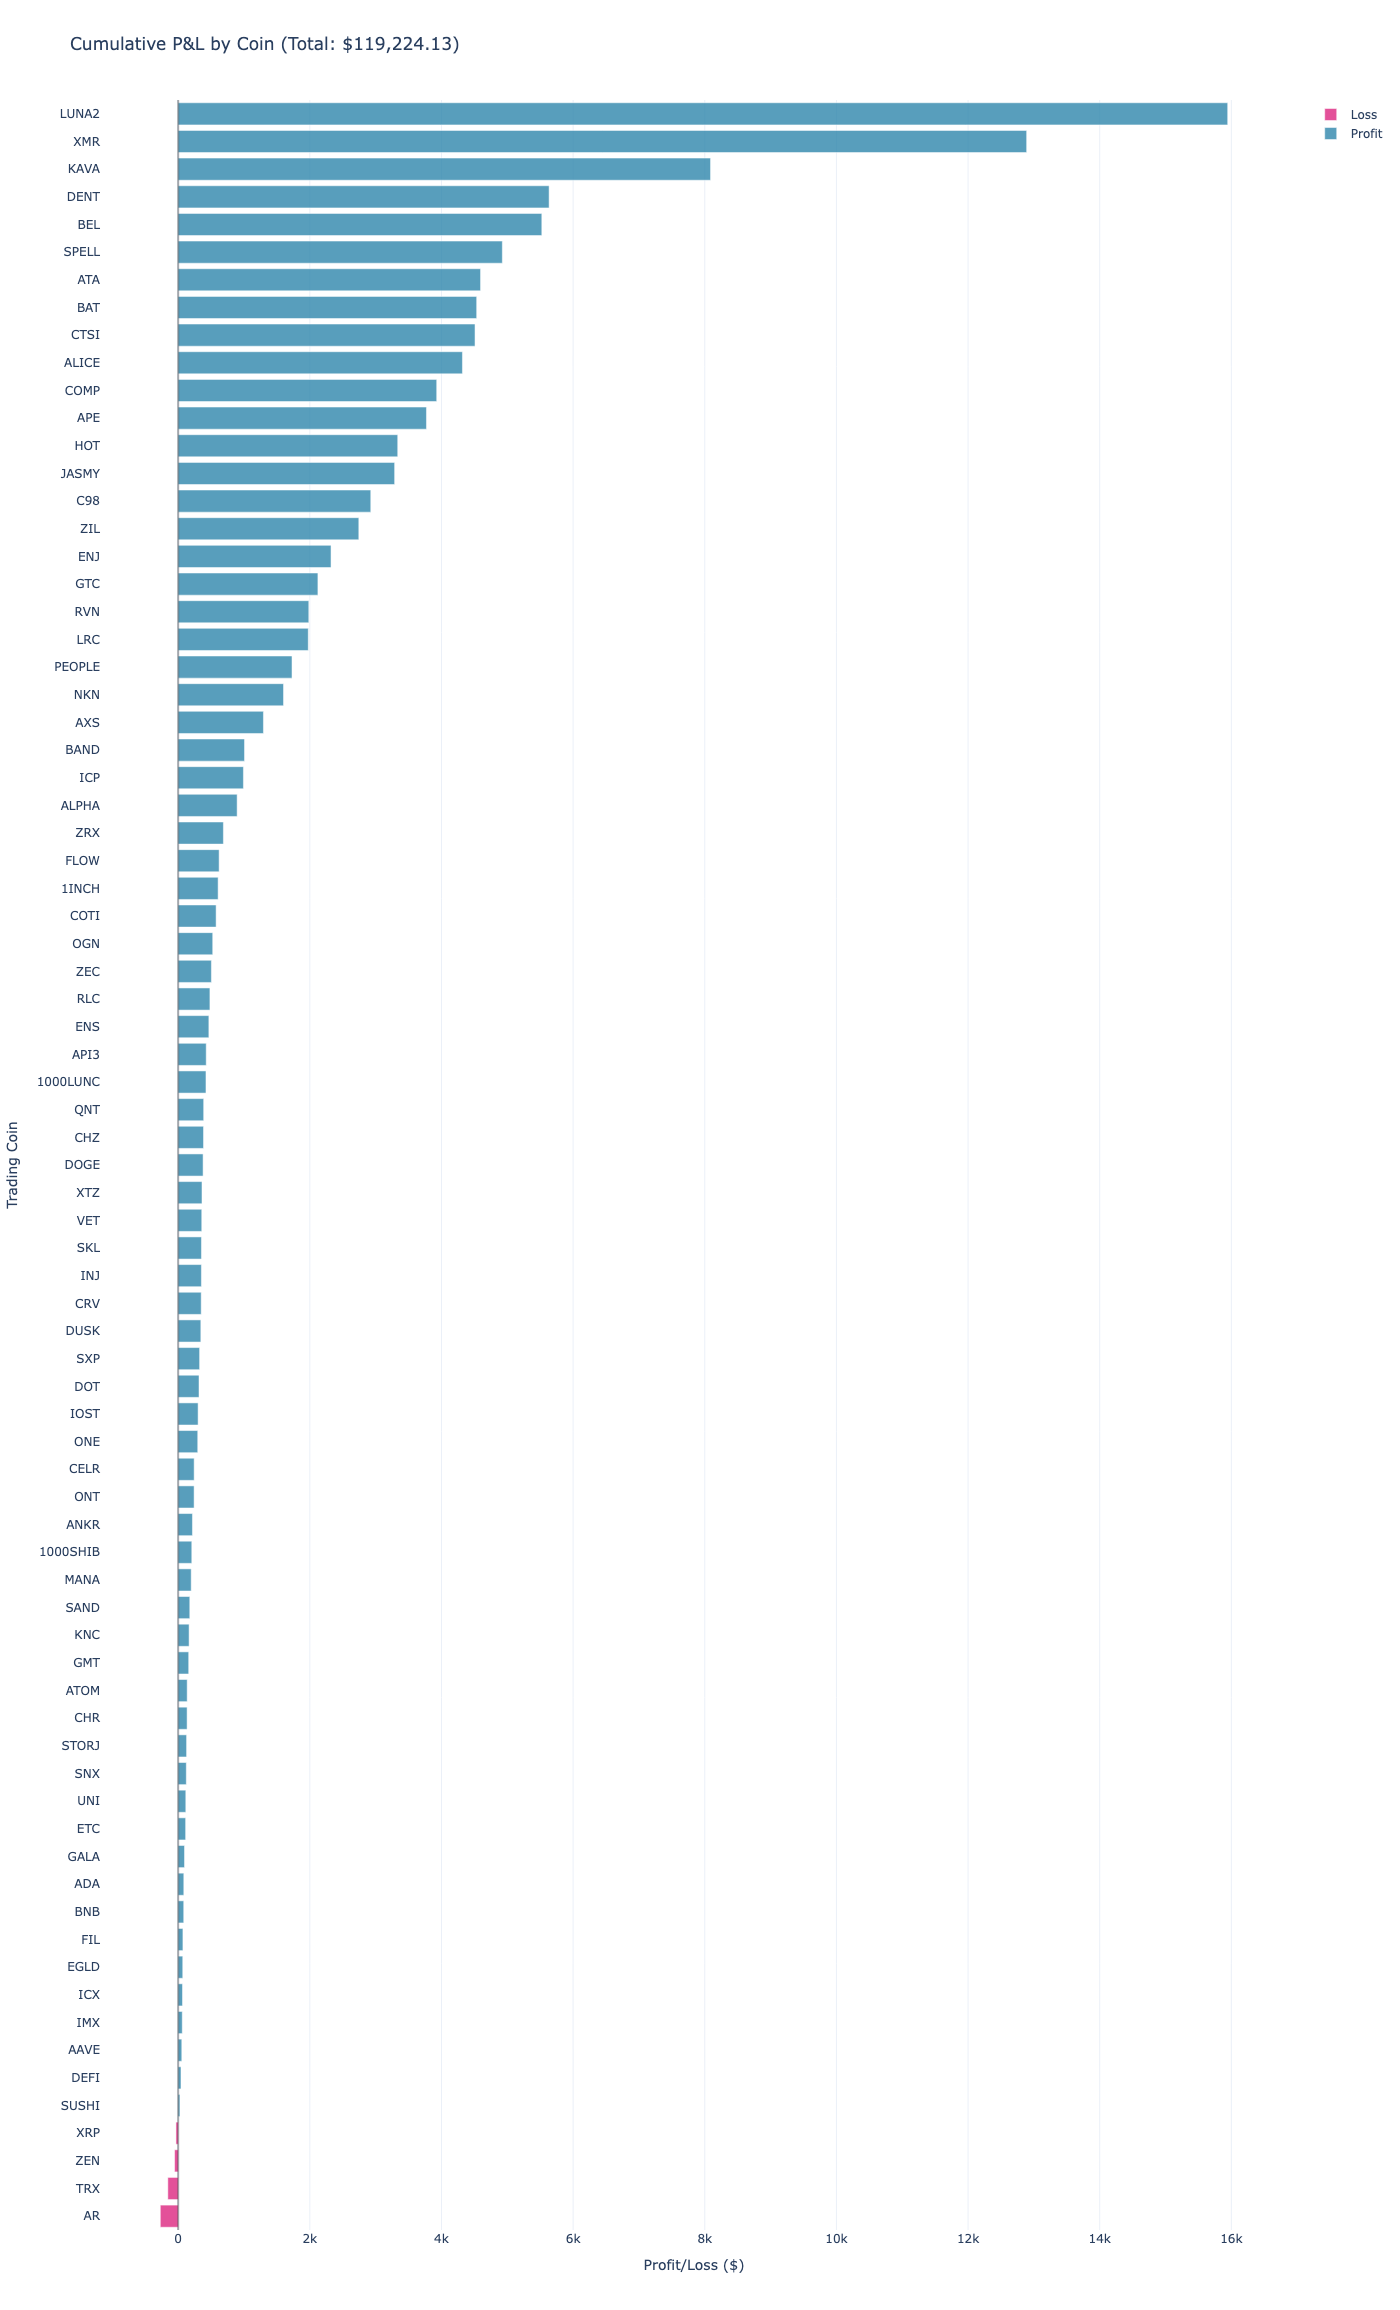 Cumulative P&L by Coin (Total: $119,224.13)
Loss
Profit
LUNA2
XMR
KAVA
DENT
BEL
SPELL
ATA
BAT
CTSI
ALICE
COMP
APE
HOT
JASMY
C98
ZIL
ENJ
GTC
RVN
LRC
PEOPLE
NKN
AXS
BAND
ICP
ALPHA
ZRX
FLOW
1INCH
COTI
OGN
ZEC
RLC
ENS
API3
1000LUNC
QNT
CHZ
DOGE
XTZ
VET
SKL
INJ
CRV
DUSK
SXP
DOT
IOST
ONE
CELR
ONT
ANKR
1000SHIB
MANA
SAND
KNC
GMT
ATOM
CHR
STORJ
SNX
UNI
ETC
GALA
ADA
BNB
FIL
EGLD
ICX
IMX
AAVE
DEFI
SUSHI
XRP
ZEN
TRX
AR
Trading Coin
0 2k 4k 6k 8k 10k 12k 14k 16k
Profit/Loss ($)